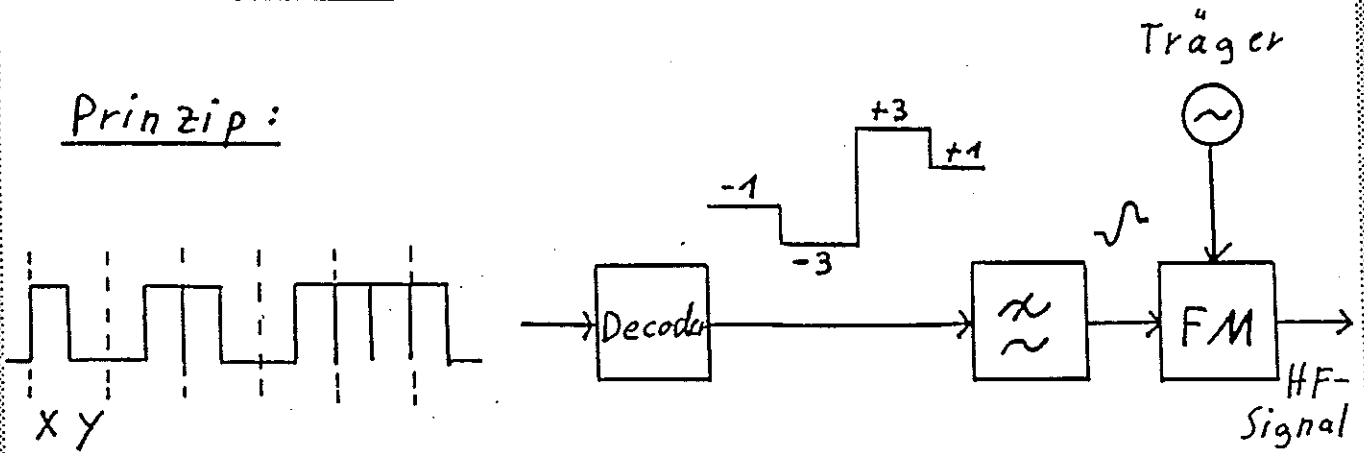 Träger
Prinzip:
+3
+1
-1
-3
Decoder
FM
HF-
Signal
X Y